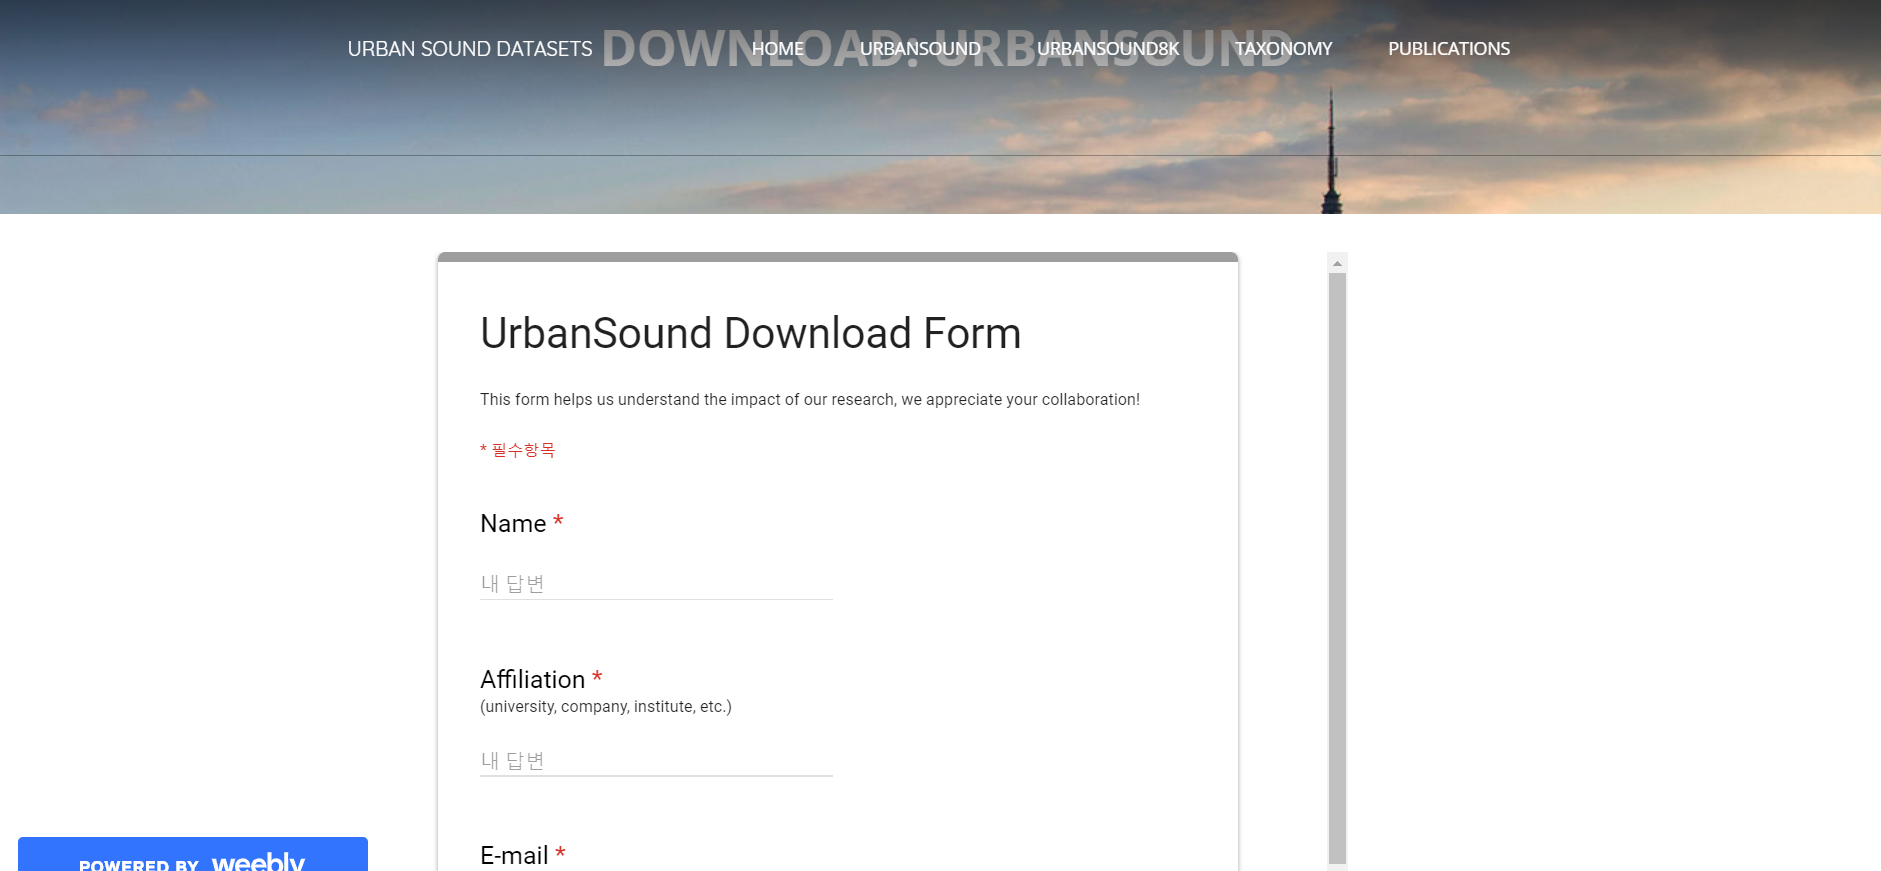 URBAN SOUND DATASETS
DOWNLOAD: URBANSOUND
HOME
URBANSOUND
URBANSOUND8K
TAXONOMY
PUBLICATIONS
UrbanSound Download Form
This form helps us understand the impact of our research, we appreciate your collaboration!
* 필수항목
Name *
내 답변
Affiliation *
(university, company, institute, etc.)
내 답변
E-mail *
POWERED BY weebly